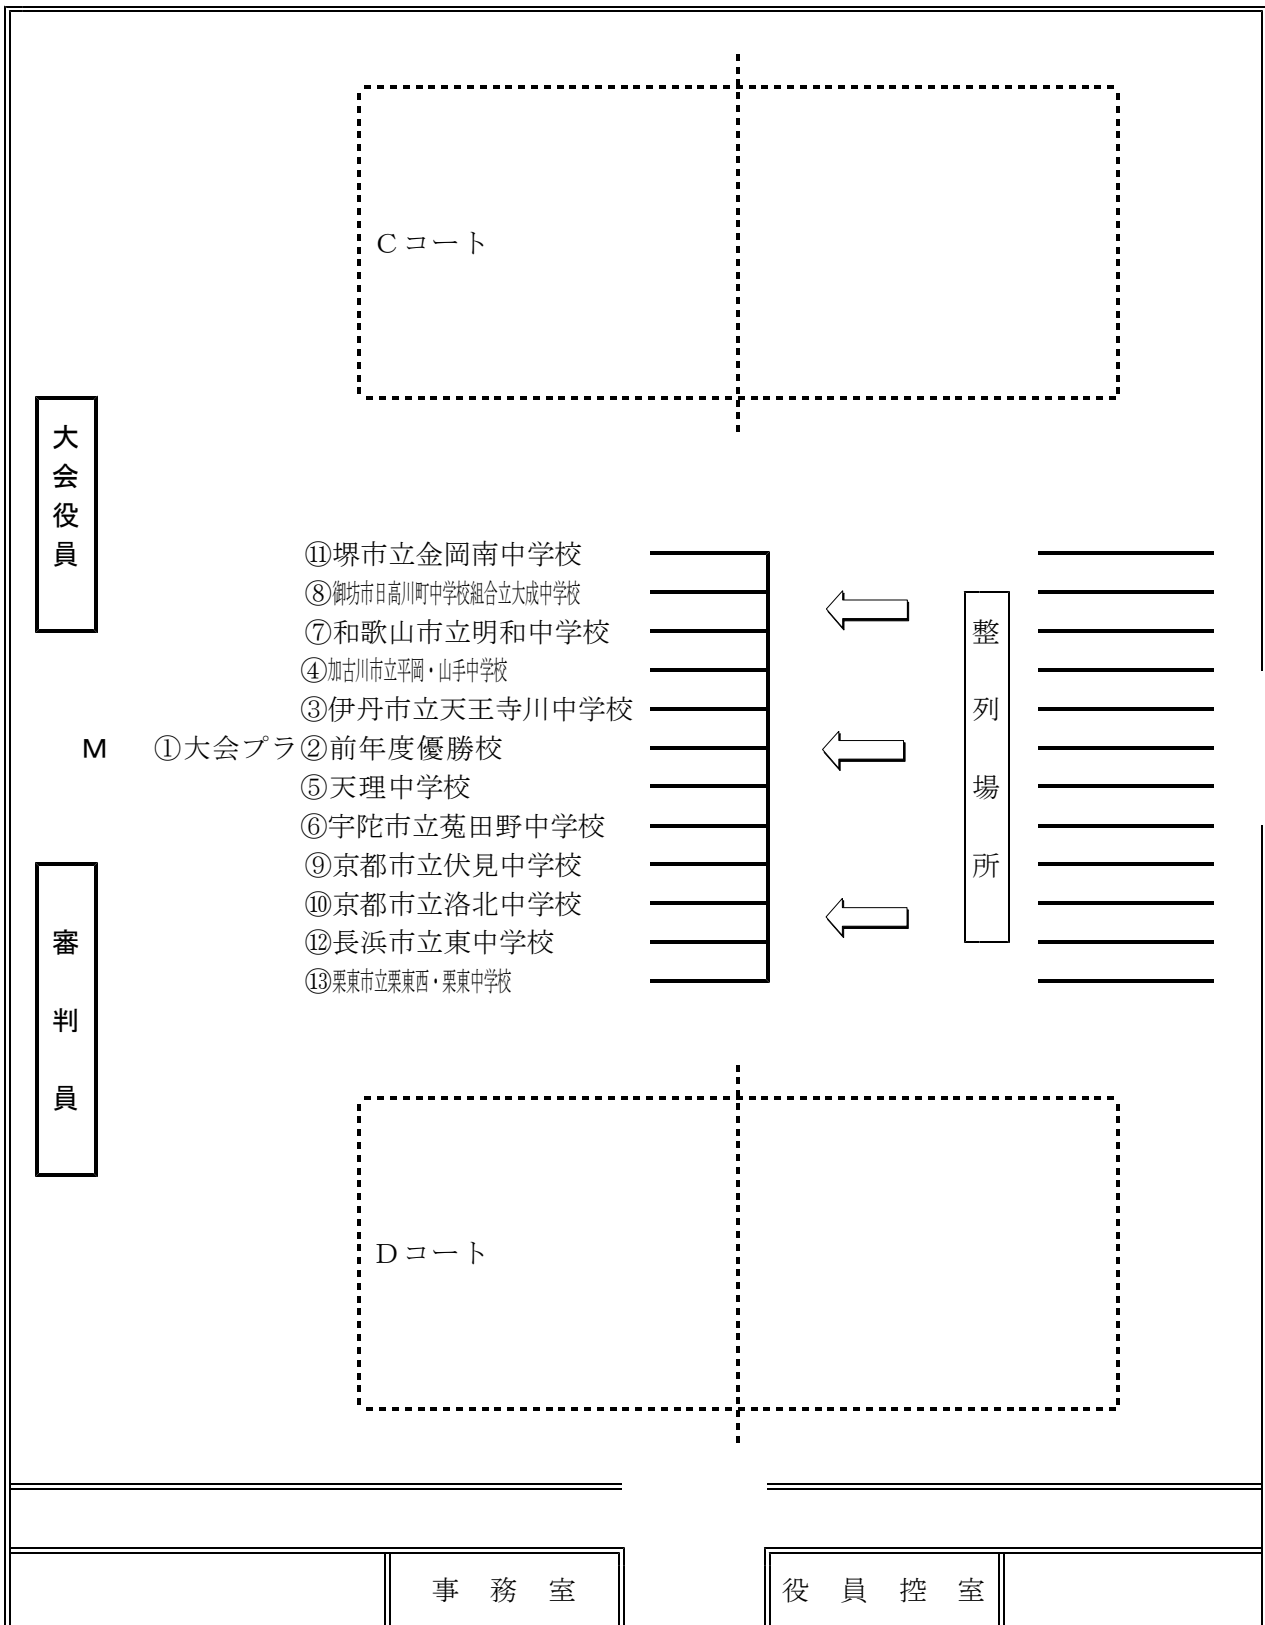 Cコート
大会役員
⑪堺市立金岡南中学校
⑧御坊市日高川町中学校組合立大成中学校
⑦和歌山市立明和中学校
④加古川市立平岡・山手中学校
③伊丹市立天王寺川中学校
M ①大会プラ②前年度優勝校
⑤天理中学校
⑥宇陀市立菟田野中学校
⑨京都市立伏見中学校
⑩京都市立洛北中学校
⑫長浜市立東中学校
⑬栗東市立栗東西・栗東中学校
整列場所
審判員
Dコート
事務室
役員控室